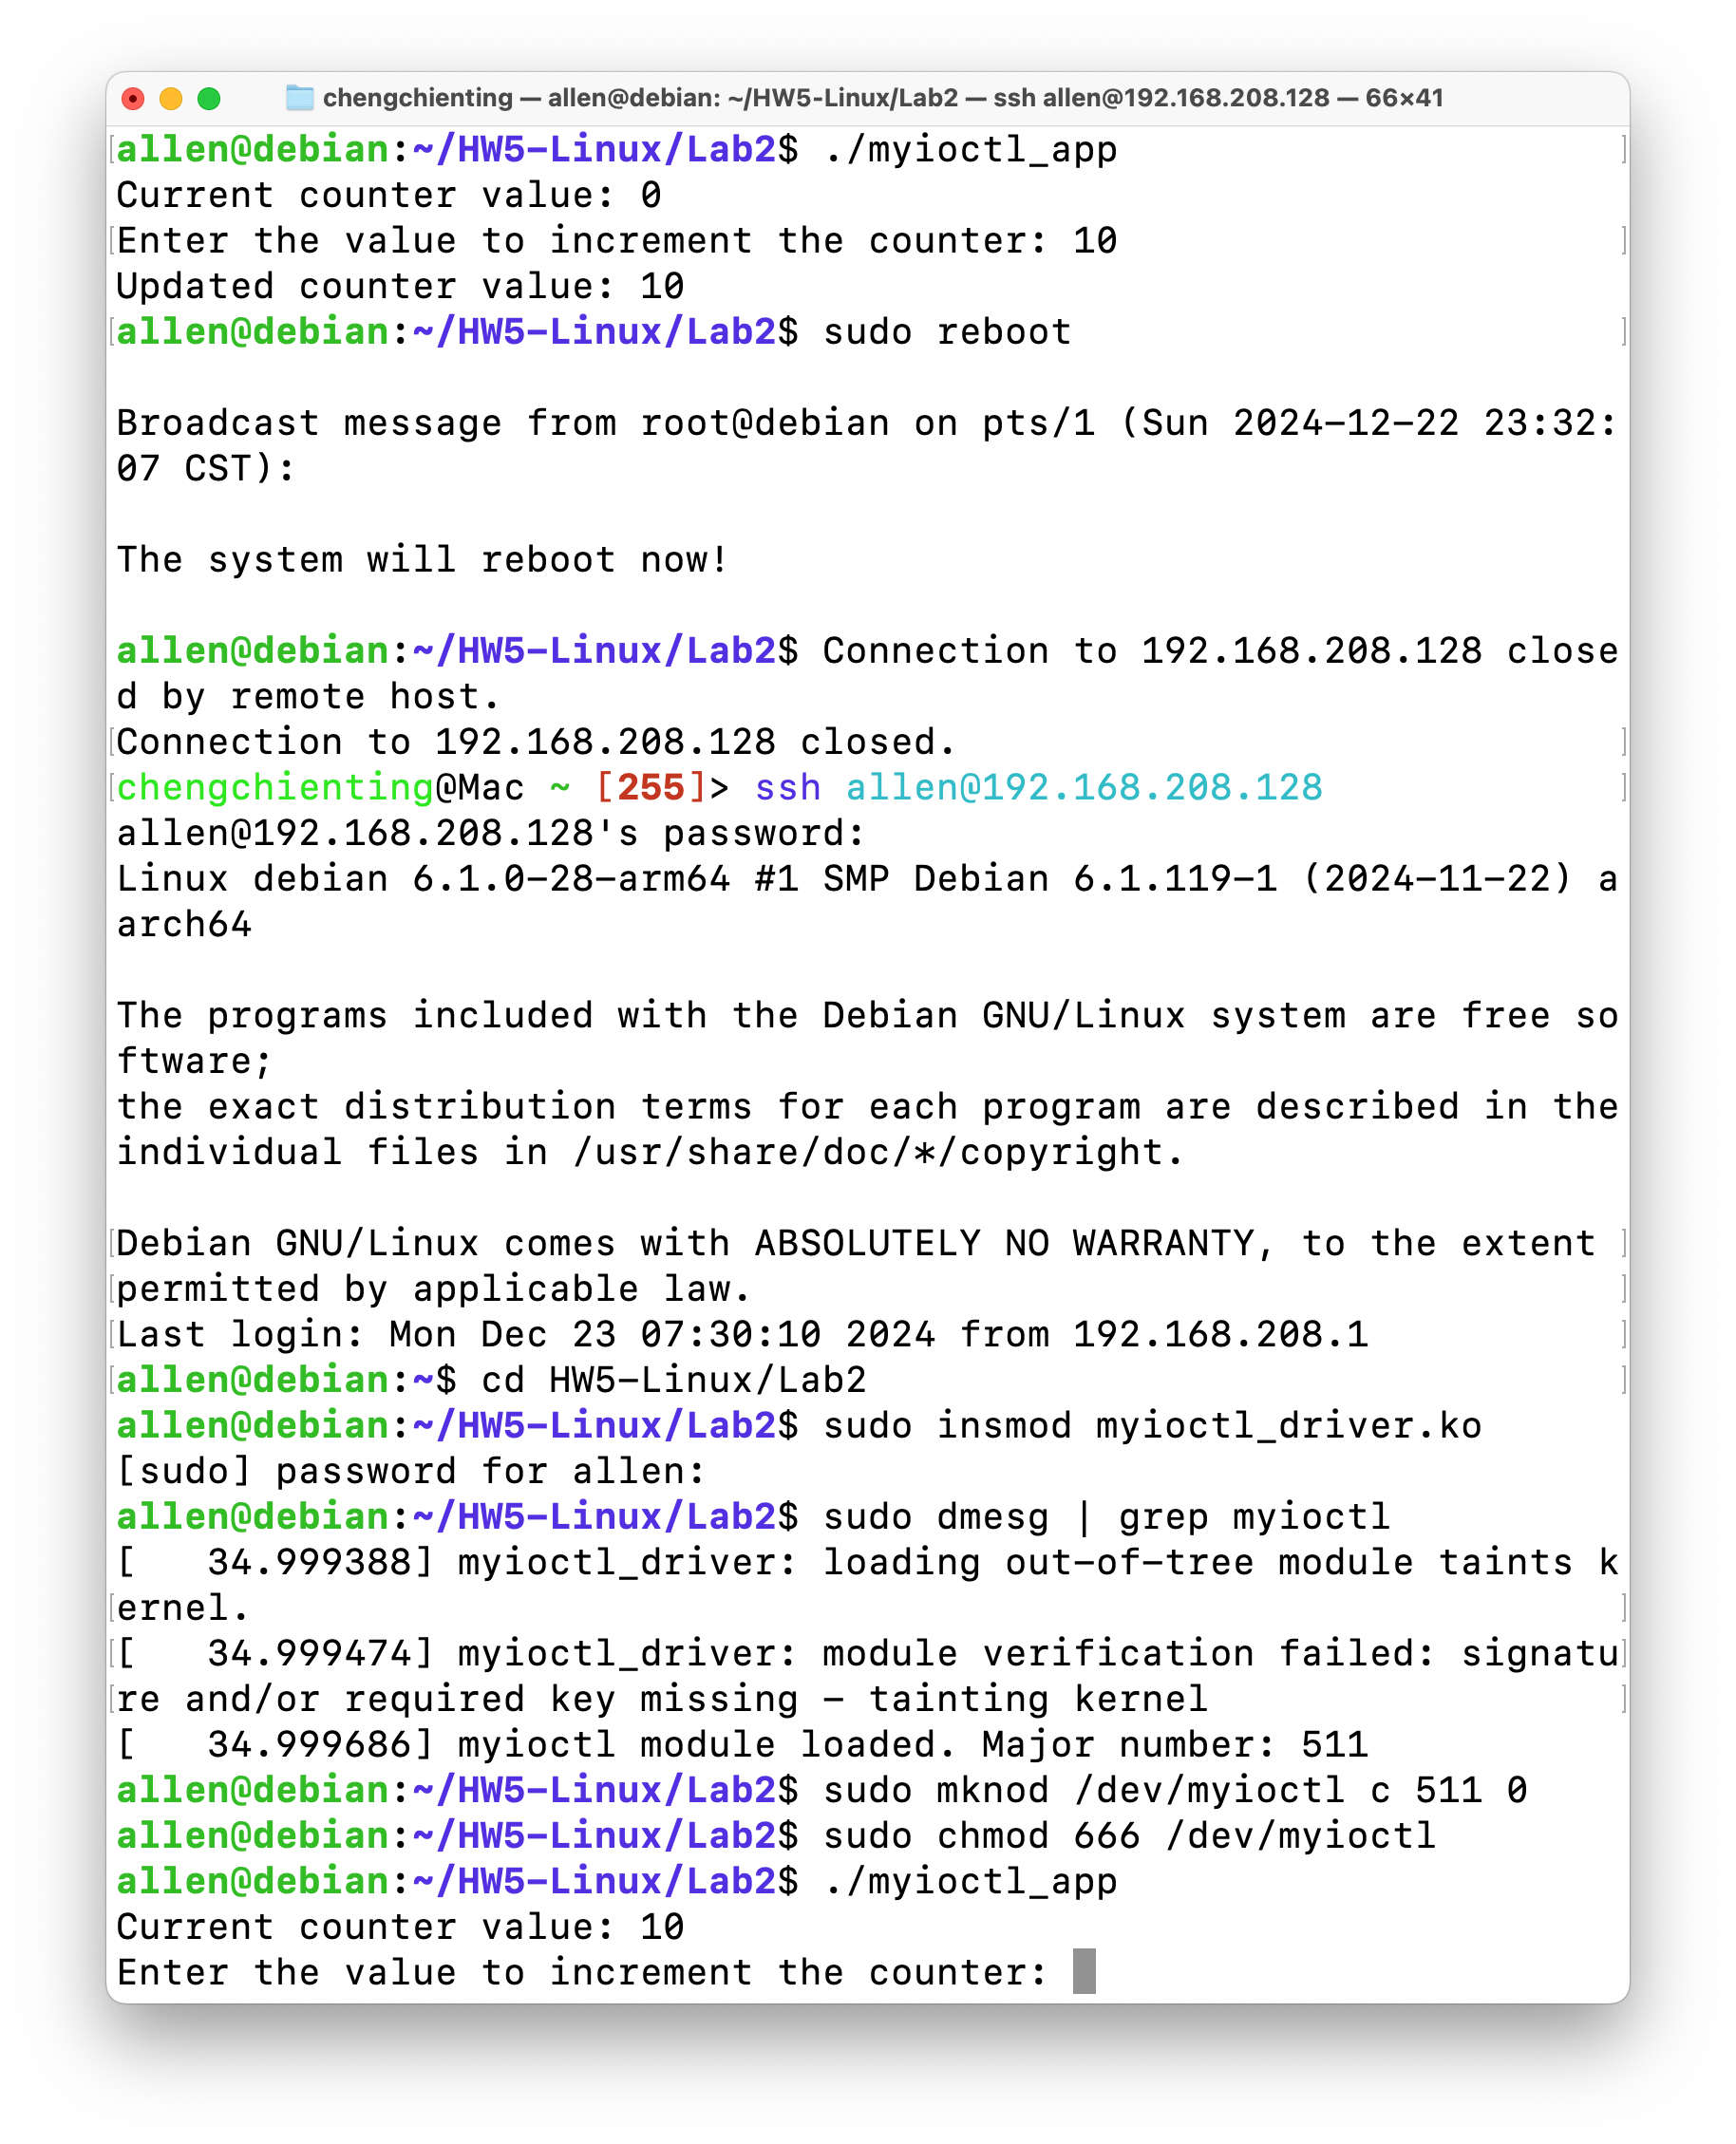 chengchienting — allen@debian: ~/HW5-Linux/Lab2 — ssh allen@192.168.208.128 — 66×41
allen@debian:~/HW5-Linux/Lab2$ ./myioctl_app
Current counter value: 0
Enter the value to increment the counter: 10
Updated counter value: 10
allen@debian:~/HW5-Linux/Lab2$ sudo reboot
Broadcast message from root@debian on pts/1 (Sun 2024-12-22 23:32:
07 CST):
The system will reboot now!
allen@debian:~/HW5-Linux/Lab2$ Connection to 192.168.208.128 close
d by remote host.
Connection to 192.168.208.128 closed.
chengchienting@Mac ~ [255]> ssh allen@192.168.208.128
allen@192.168.208.128's password:
Linux debian 6.1.0-28-arm64 #1 SMP Debian 6.1.119-1 (2024-11-22) a
arch64
The programs included with the Debian GNU/Linux system are free so
ftware;
the exact distribution terms for each program are described in the
individual files in /usr/share/doc/*/copyright.
Debian GNU/Linux comes with ABSOLUTELY NO WARRANTY, to the extent
permitted by applicable law.
Last login: Mon Dec 23 07:30:10 2024 from 192.168.208.1
allen@debian:~$ cd HW5-Linux/Lab2
allen@debian:~/HW5-Linux/Lab2$ sudo insmod myioctl_driver.ko
[sudo] password for allen:
allen@debian:~/HW5-Linux/Lab2$ sudo dmesg | grep myioctl
[   34.999388] myioctl_driver: loading out-of-tree module taints k
ernel.
[   34.999474] myioctl_driver: module verification failed: signatu
re and/or required key missing - tainting kernel
[   34.999686] myioctl module loaded. Major number: 511
allen@debian:~/HW5-Linux/Lab2$ sudo mknod /dev/myioctl c 511 0
allen@debian:~/HW5-Linux/Lab2$ sudo chmod 666 /dev/myioctl
allen@debian:~/HW5-Linux/Lab2$ ./myioctl_app
Current counter value: 10
Enter the value to increment the counter: